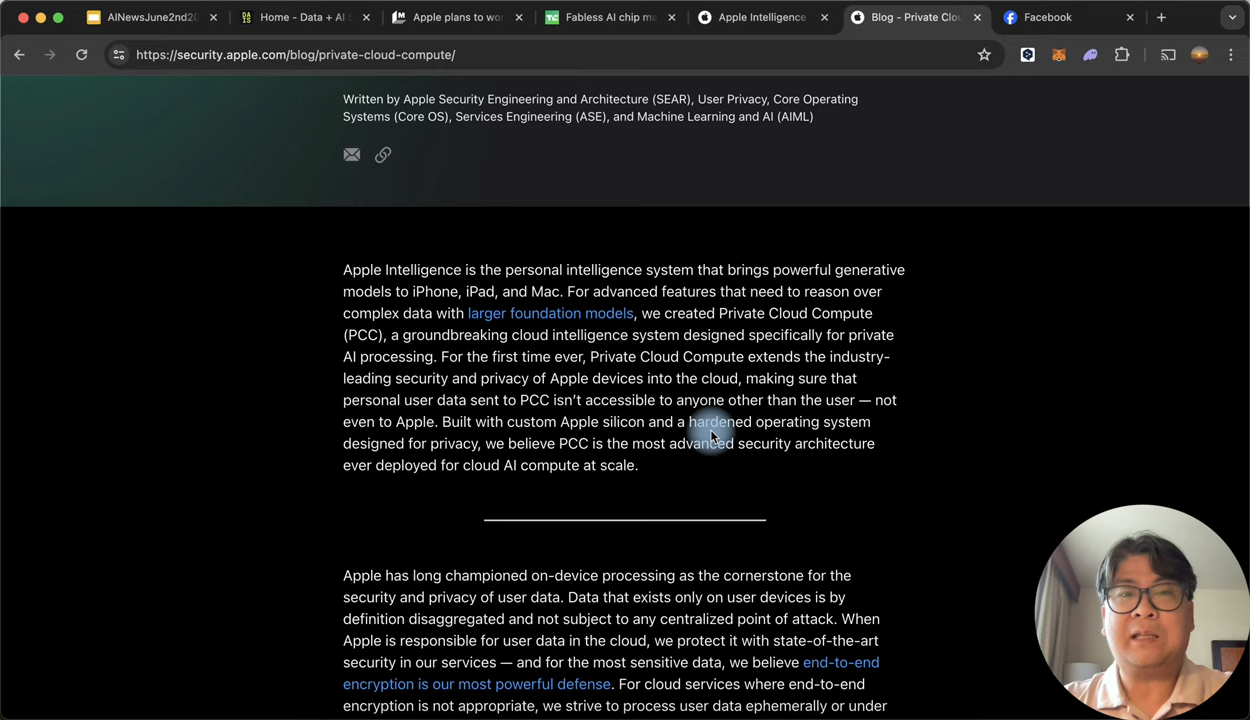 AINewsJune2nd20
Home - Data + AI
Apple plans to wo
Fabless AI chip ma
Apple Intelligence
Blog - Private Clou
Facebook
https://security.apple.com/blog/private-cloud-compute/
Written by Apple Security Engineering and Architecture (SEAR), User Privacy, Core Operating
Systems (Core OS), Services Engineering (ASE), and Machine Learning and AI (AIML)
Apple Intelligence is the personal intelligence system that brings powerful generative
models to iPhone, iPad, and Mac. For advanced features that need to reason over
complex data with larger foundation models, we created Private Cloud Compute
(PCC), a groundbreaking cloud intelligence system designed specifically for private
AI processing. For the first time ever, Private Cloud Compute extends the industry-
leading security and privacy of Apple devices into the cloud, making sure that
personal user data sent to PCC isn't accessible to anyone other than the user — not
even to Apple. Built with custom Apple silicon and a hardened operating system
designed for privacy, we believe PCC is the most advanced security architecture
ever deployed for cloud AI compute at scale.
Apple has long championed on-device processing as the cornerstone for the
security and privacy of user data. Data that exists only on user devices is by
definition disaggregated and not subject to any centralized point of attack. When
Apple is responsible for user data in the cloud, we protect it with state-of-the-art
security in our services — and for the most sensitive data, we believe end-to-end
encryption is our most powerful defense. For cloud services where end-to-end
encryption is not appropriate, we strive to process user data ephemerally or under